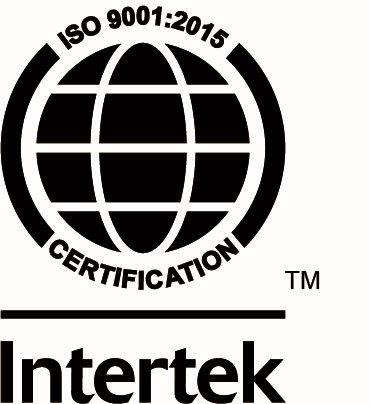 ISO 9001:2015
CERTIFICATION
TM
Intertek